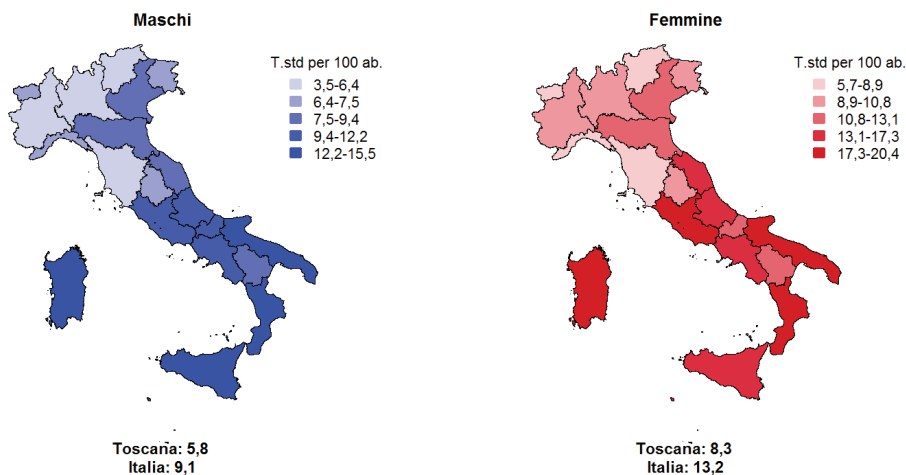 Maschi
T.std per 100 ab.
3,5-6,4
6,4-7,5
7,5-9,4
9,4-12,2
12,2-15,5
Toscana: 5,8
Italia: 9,1
Femmine
T.std per 100 ab.
5,7-8,9
8,9-10,8
10,8-13,1
13,1-17,3
17,3-20,4
Toscana: 8,3
Italia: 13,2